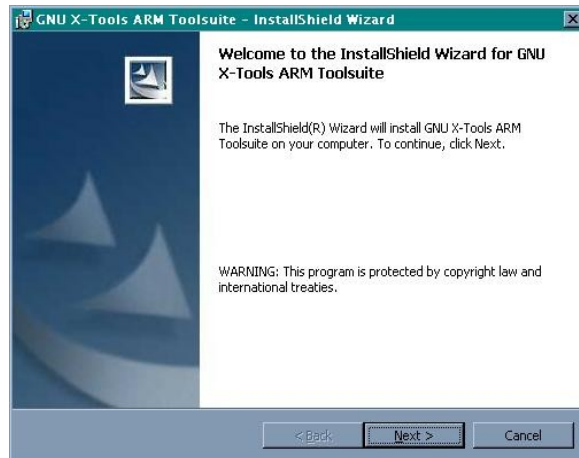 GNU X-Tools ARM Toolsuite - InstallShield Wizard
Welcome to the InstallShield Wizard for GNU
X-Tools ARM Toolsuite
The InstallShield(R) Wizard will install GNU X-Tools ARM
Toolsuite on your computer. To continue, click Next.
WARNING: This program is protected by copyright law and
international treaties.
< Back
Next >
Cancel